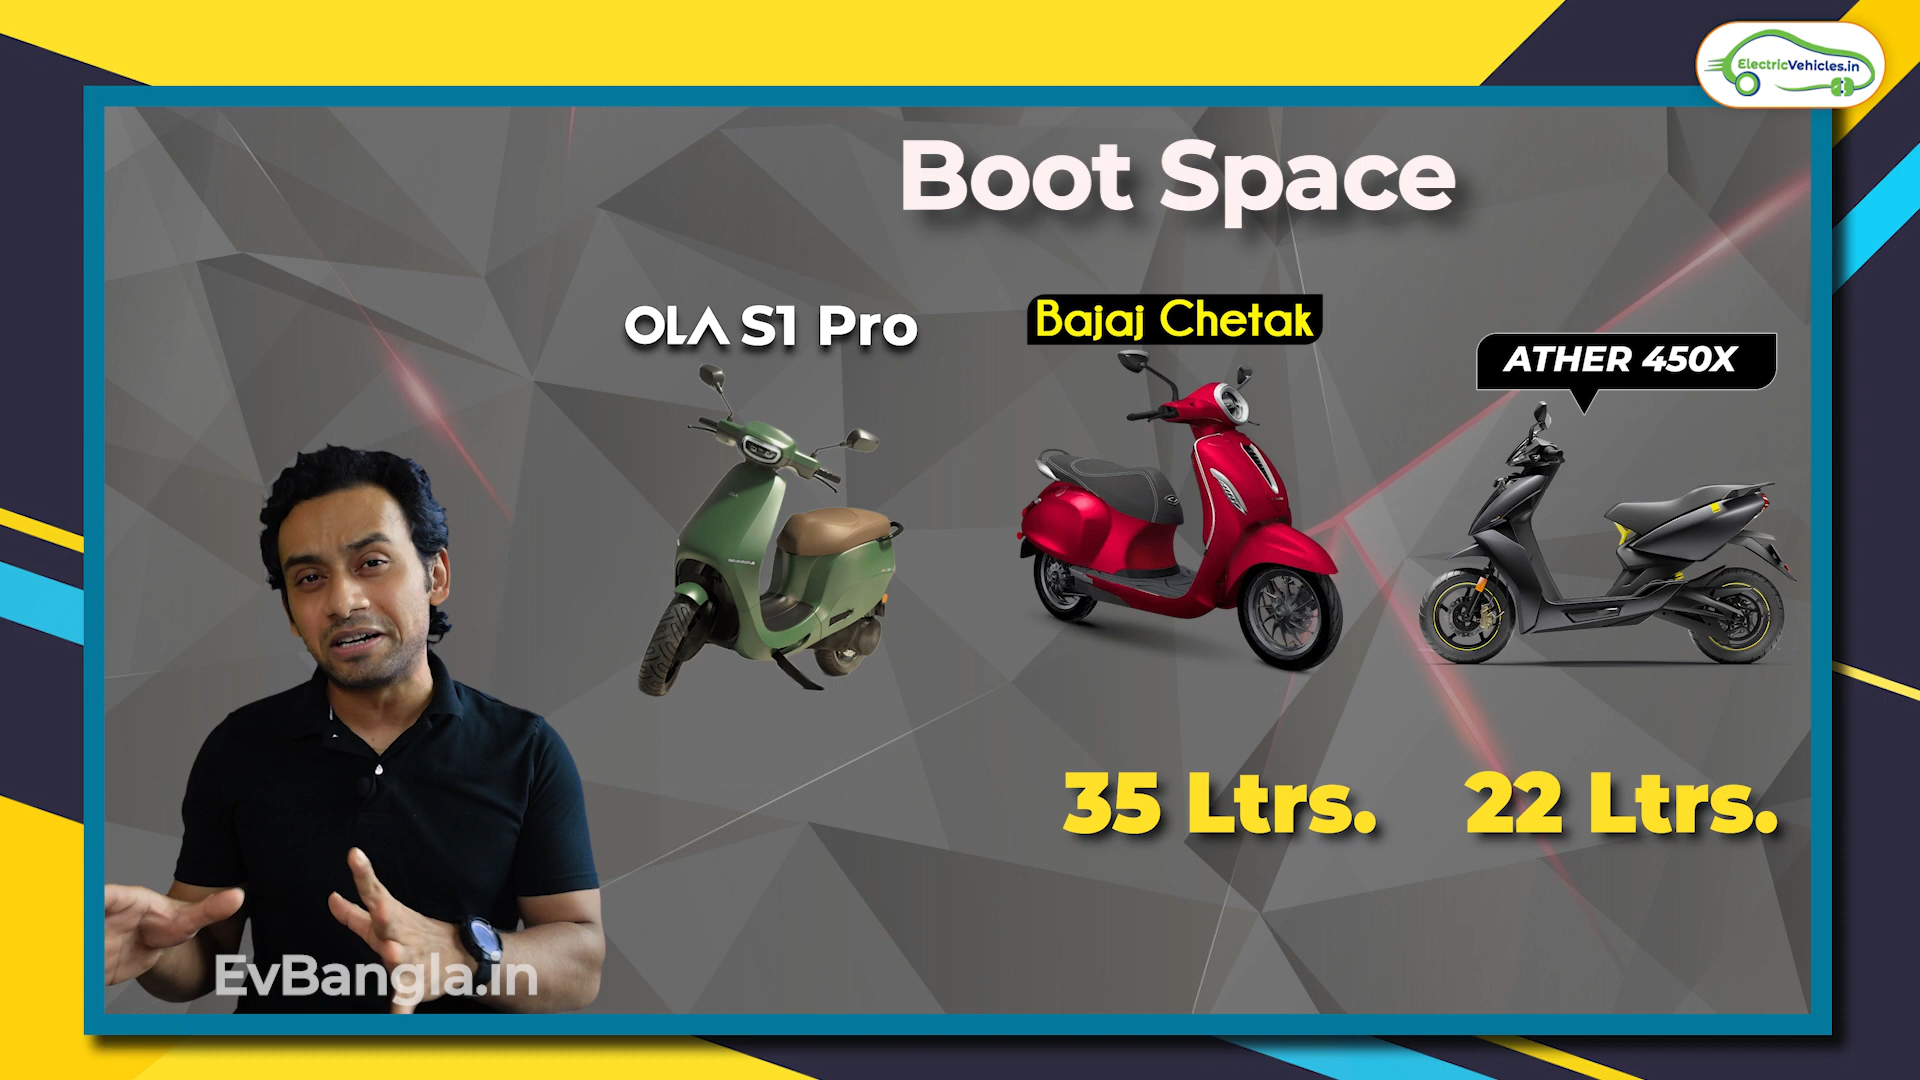 ElectricVehicles.in
Boot Space
OLA S1 Pro
Bajaj Chetak
ATHER 450X
35 Ltrs.
22 Ltrs.
EvBangla.in